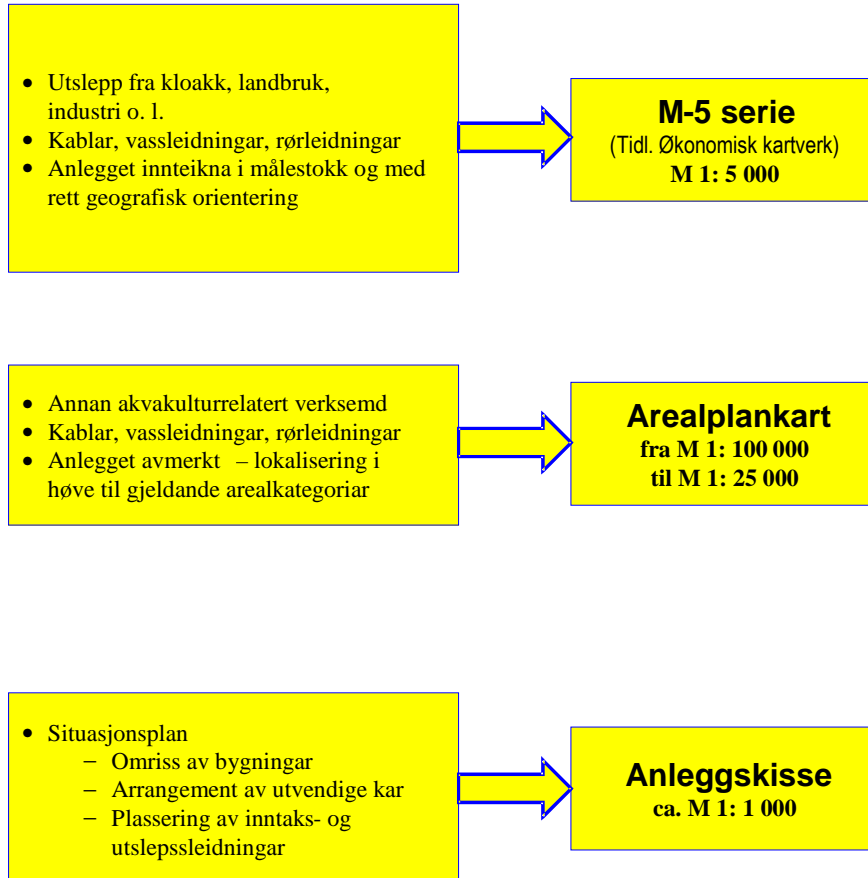 • Utslepp fra kloakk, landbruk,
industri o. l.
• Kablar, vassleidningar, rørleidningar
• Anlegget innteikna i målestokk og med
rett geografisk orientering
M-5 serie
(Tidl. Økonomisk kartverk)
M 1: 5 000
• Annan akvakulturrelatert verksemd
• Kablar, vassleidningar, rørleidningar
• Anlegget avmerkt – lokalisering i
høve til gjeldande arealkategoriar
Arealplankart
fra M 1: 100 000
til M 1: 25 000
• Situasjonsplan
– Omriss av bygningar
– Arrangement av utvendige kar
– Plassering av inntaks- og
utslepssleidningar
Anleggskisse
ca. M 1: 1 000